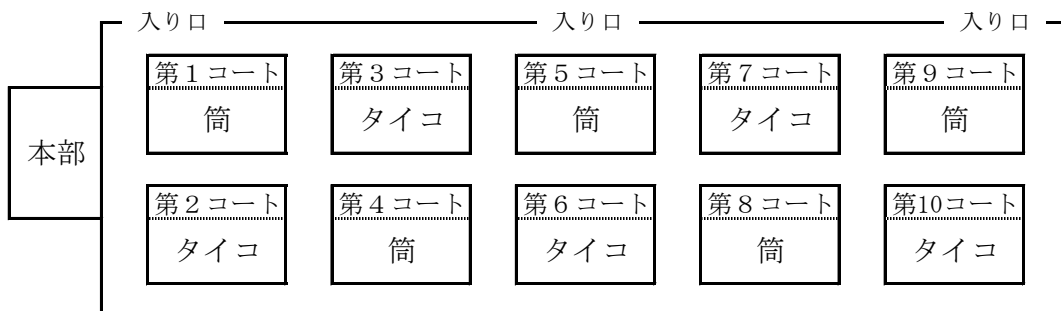 入り口 入り口 入り口
第１コート 第３コート 第５コート 第７コート 第９コート
筒 タイコ 筒 タイコ 筒
本部
第２コート 第４コート 第６コート 第８コート 第10コート
タイコ 筒 タイコ 筒 タイコ